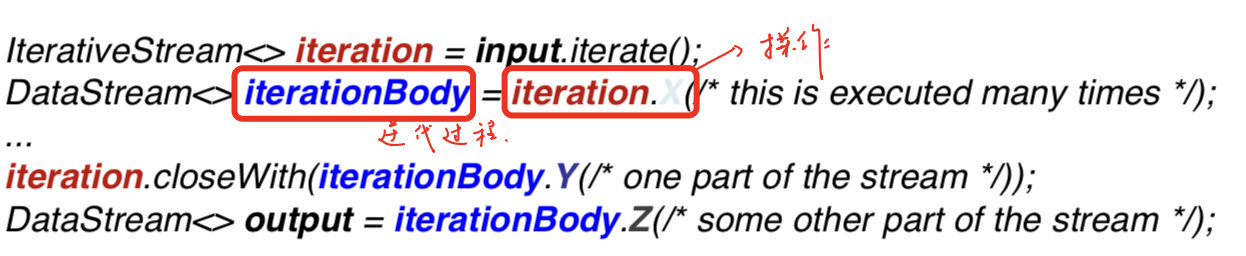 IterativeStream<> iteration = input.iterate();
操作
DataStream<> iterationBody = iteration.X(/* this is executed many times */);
迭代过程.
...
iteration.closeWith(iterationBody.Y(/* one part of the stream */));
DataStream<> output = iterationBody.Z(/* some other part of the stream */);